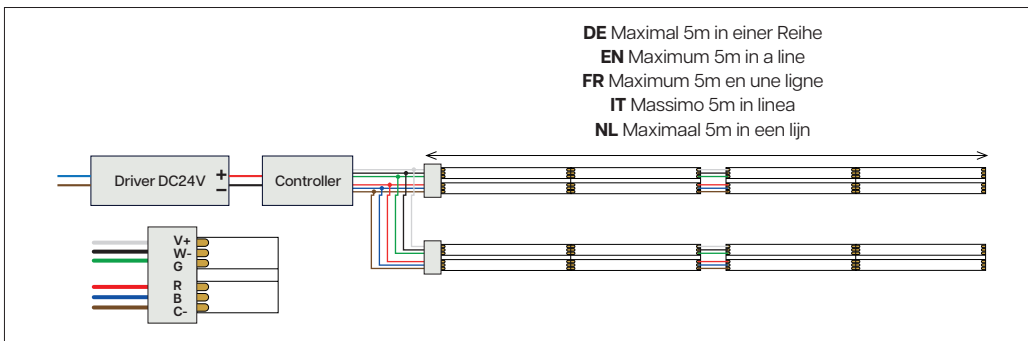 DE Maximal 5m in einer Reihe
EN Maximum 5m in a line
FR Maximum 5m en une ligne
IT Massimo 5m in linea
NL Maximaal 5m in een lijn
Driver DC24V
+
−
Controller
V+
W-
G
R
B
C-